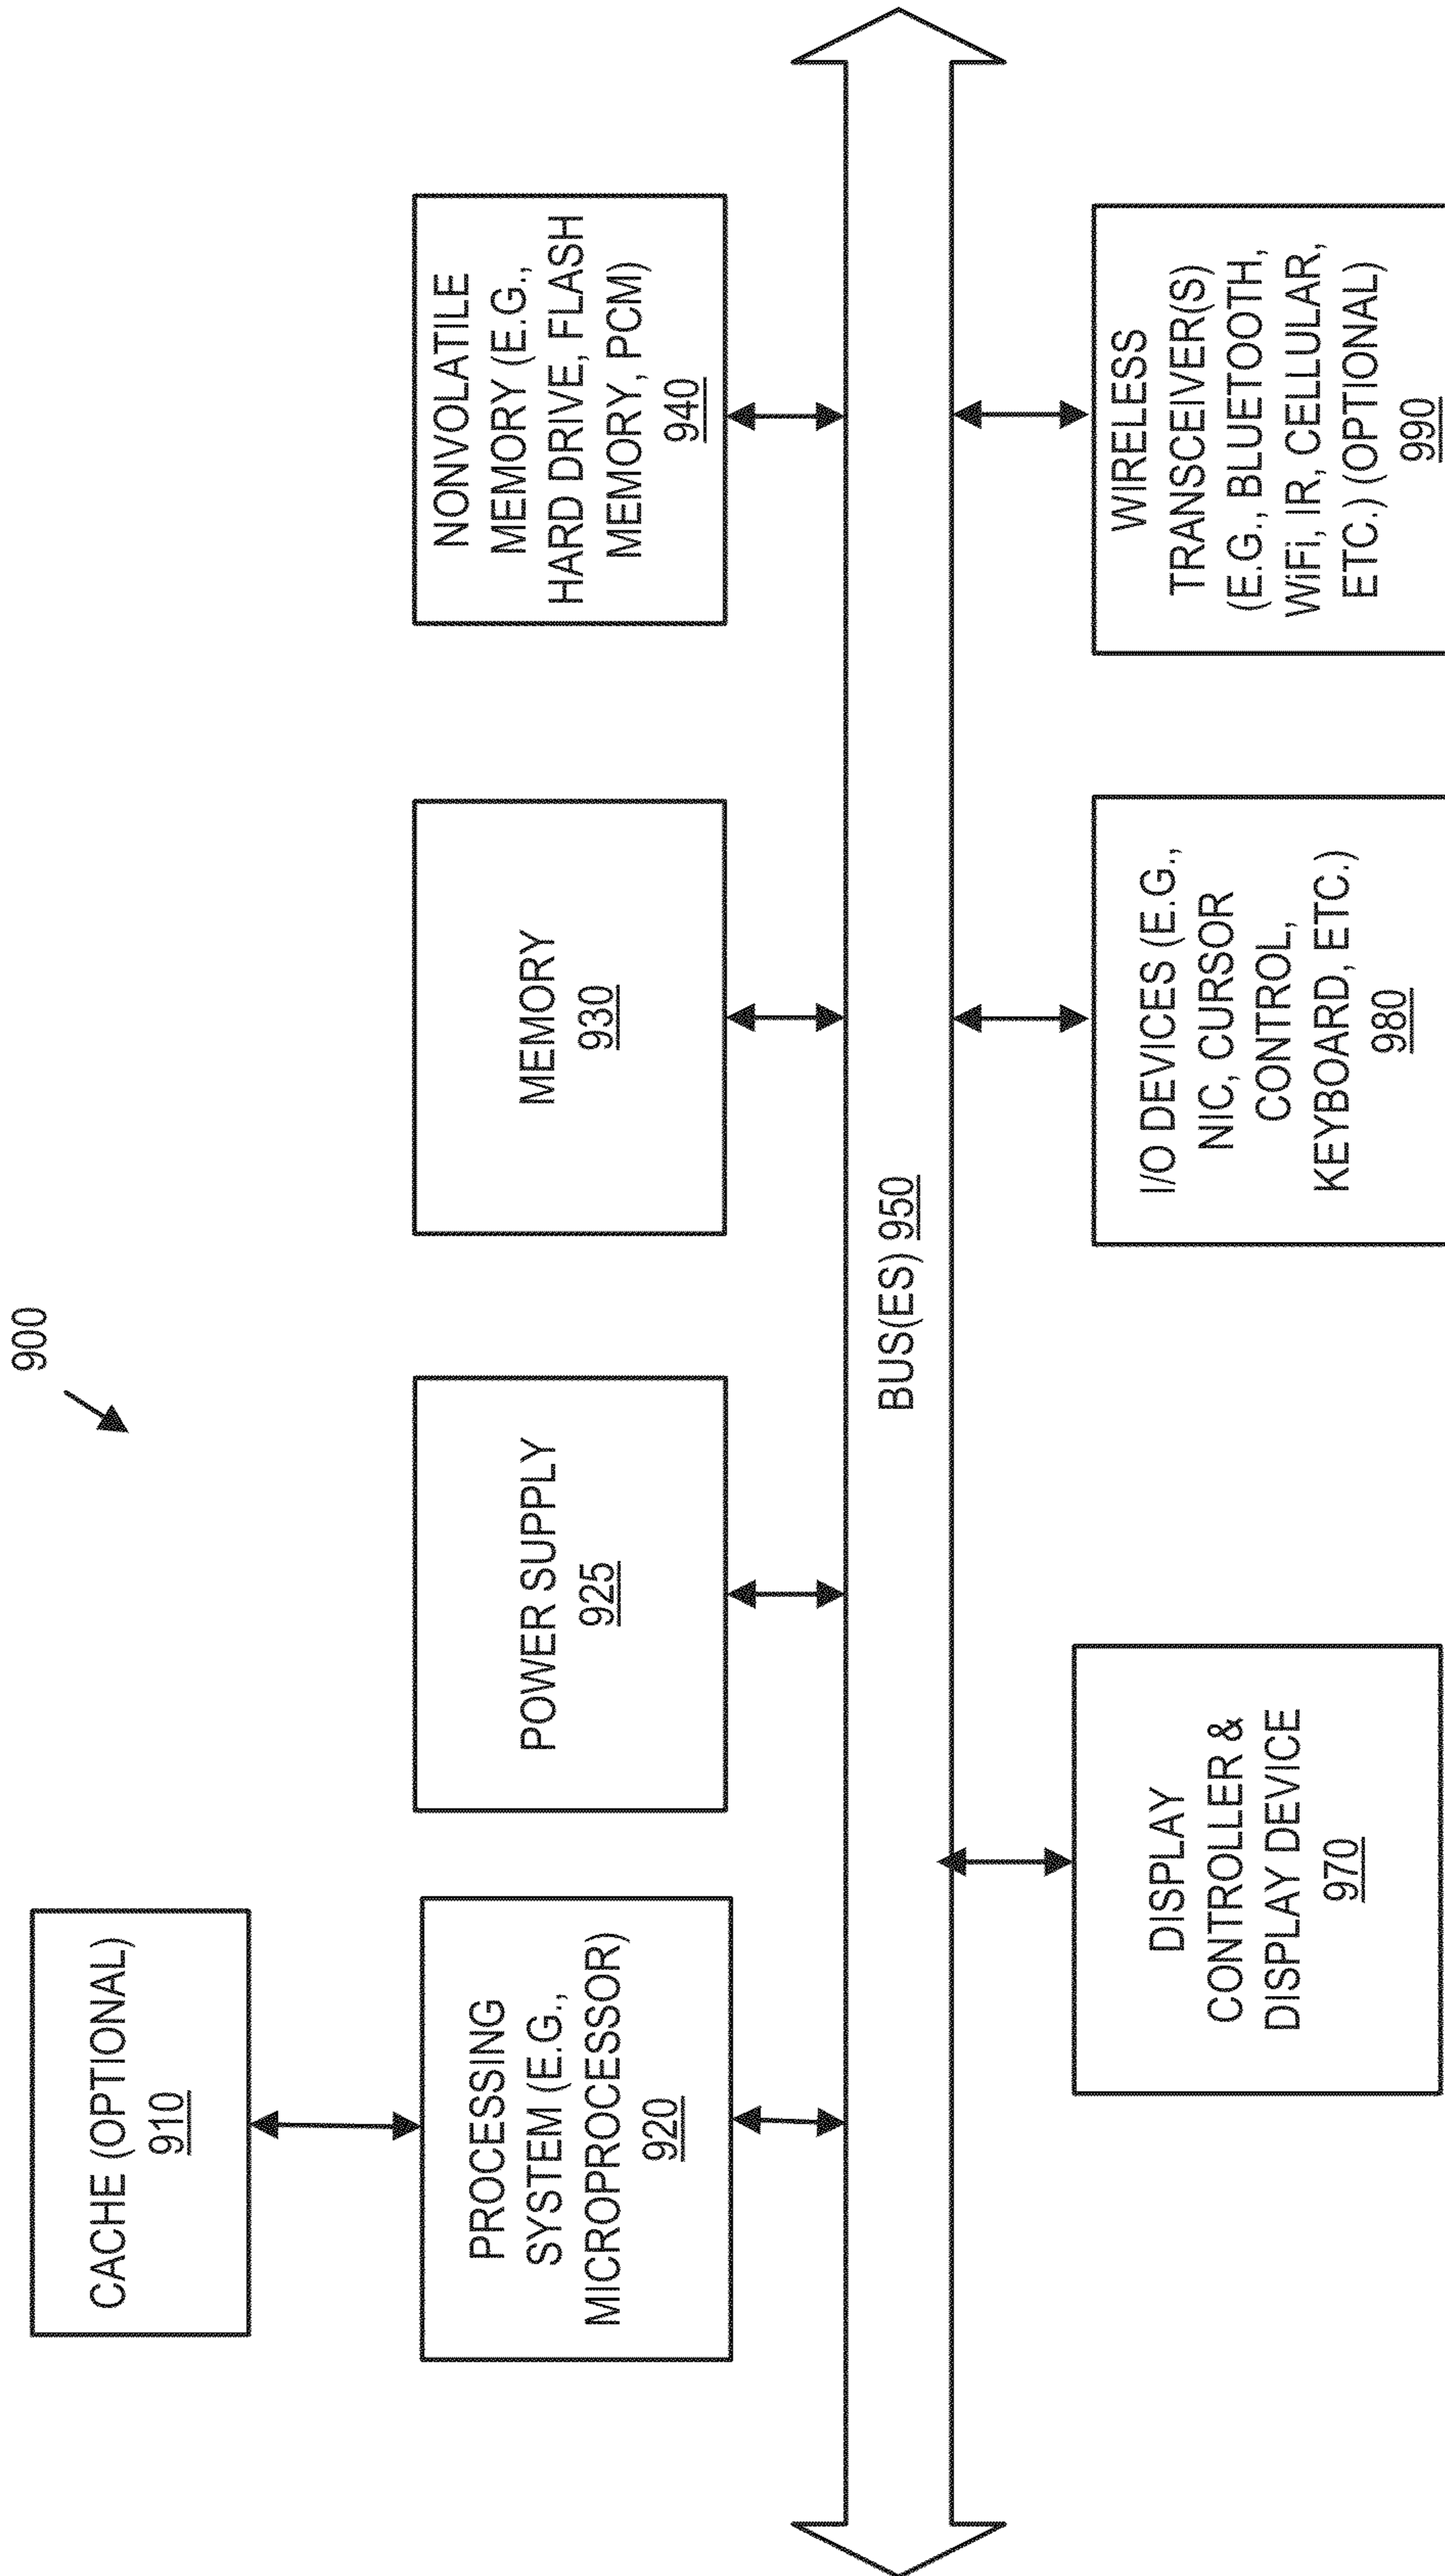 900
CACHE (OPTIONAL)
910
PROCESSING
SYSTEM (E.G.,
MICROPROCESSOR)
920
POWER SUPPLY
925
MEMORY
930
NONVOLATILE
MEMORY (E.G.,
HARD DRIVE, FLASH
MEMORY, PCM)
940
BUS(ES) 950
DISPLAY
CONTROLLER &
DISPLAY DEVICE
970
I/O DEVICES (E.G.,
NIC, CURSOR
CONTROL,
KEYBOARD, ETC.)
980
WIRELESS
TRANSCEIVER(S)
(E.G., BLUETOOTH,
WiFi, IR, CELLULAR,
ETC.) (OPTIONAL)
990